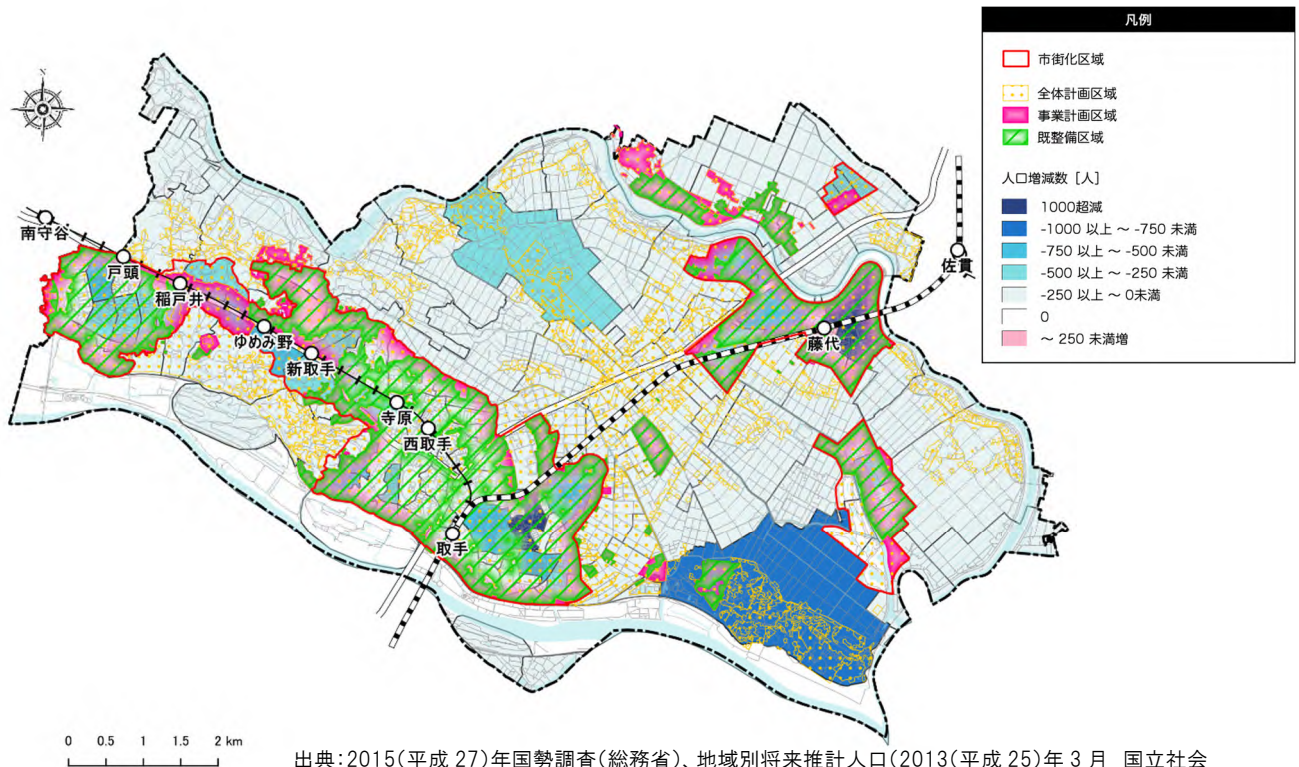 凡例
市街化区域
全体計画区域
事業計画区域
既整備区域
人口増減数 [人]
1000超減
-1000 以上 ~ -750 未満
-750 以上 ~ -500 未満
-500 以上 ~ -250 未満
-250 以上 ~ 0未満
0
~ 250 未満増
N
南守谷
戸頭
稲戸井
ゆめみ野
新取手
寺原
西取手
取手
藤代
佐貫へ
0 0.5 1 1.5 2 km
出典:2015(平成 27)年国勢調査(総務省)、地域別将来推計人口(2013(平成 25)年 3 月 国立社会